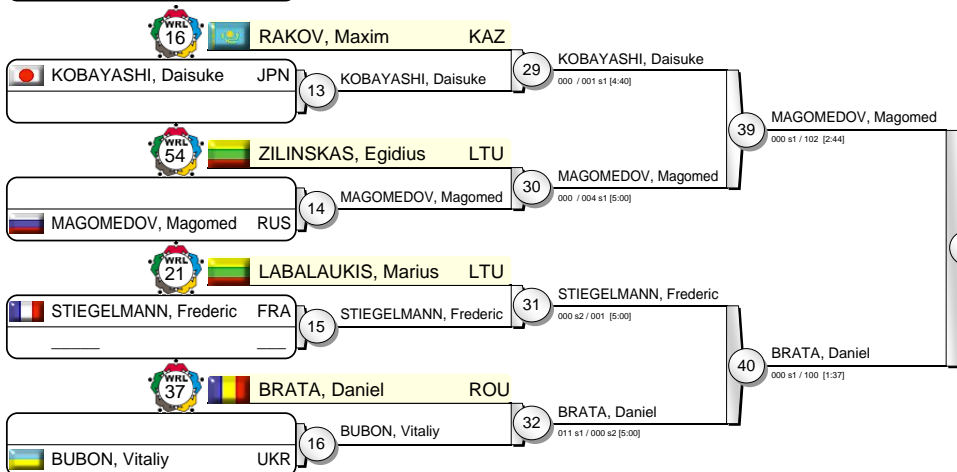 WRL
16 RAKOV, Maxim KAZ
KOBAYASHI, Daisuke JPN
13 KOBAYASHI, Daisuke
29 KOBAYASHI, Daisuke
000 / 001 s1 [4:40]
39 MAGOMEDOV, Magomed
000 s1 / 102 [2:44]
WRL
54 ZILINSKAS, Egidius LTU
14 MAGOMEDOV, Magomed
30 MAGOMEDOV, Magomed
000 / 004 s1 [5:00]
MAGOMEDOV, Magomed RUS
WRL
21 LABALAUKIS, Marius LTU
STIEGELMANN, Frederic FRA
15 STIEGELMANN, Frederic
31 STIEGELMANN, Frederic
000 s2 / 001 [5:00]
______ ___
40 BRATA, Daniel
000 s1 / 100 [1:37]
WRL
37 BRATA, Daniel ROU
16 BUBON, Vitaliy
32 BRATA, Daniel
011 s1 / 000 s2 [5:00]
BUBON, Vitaliy UKR